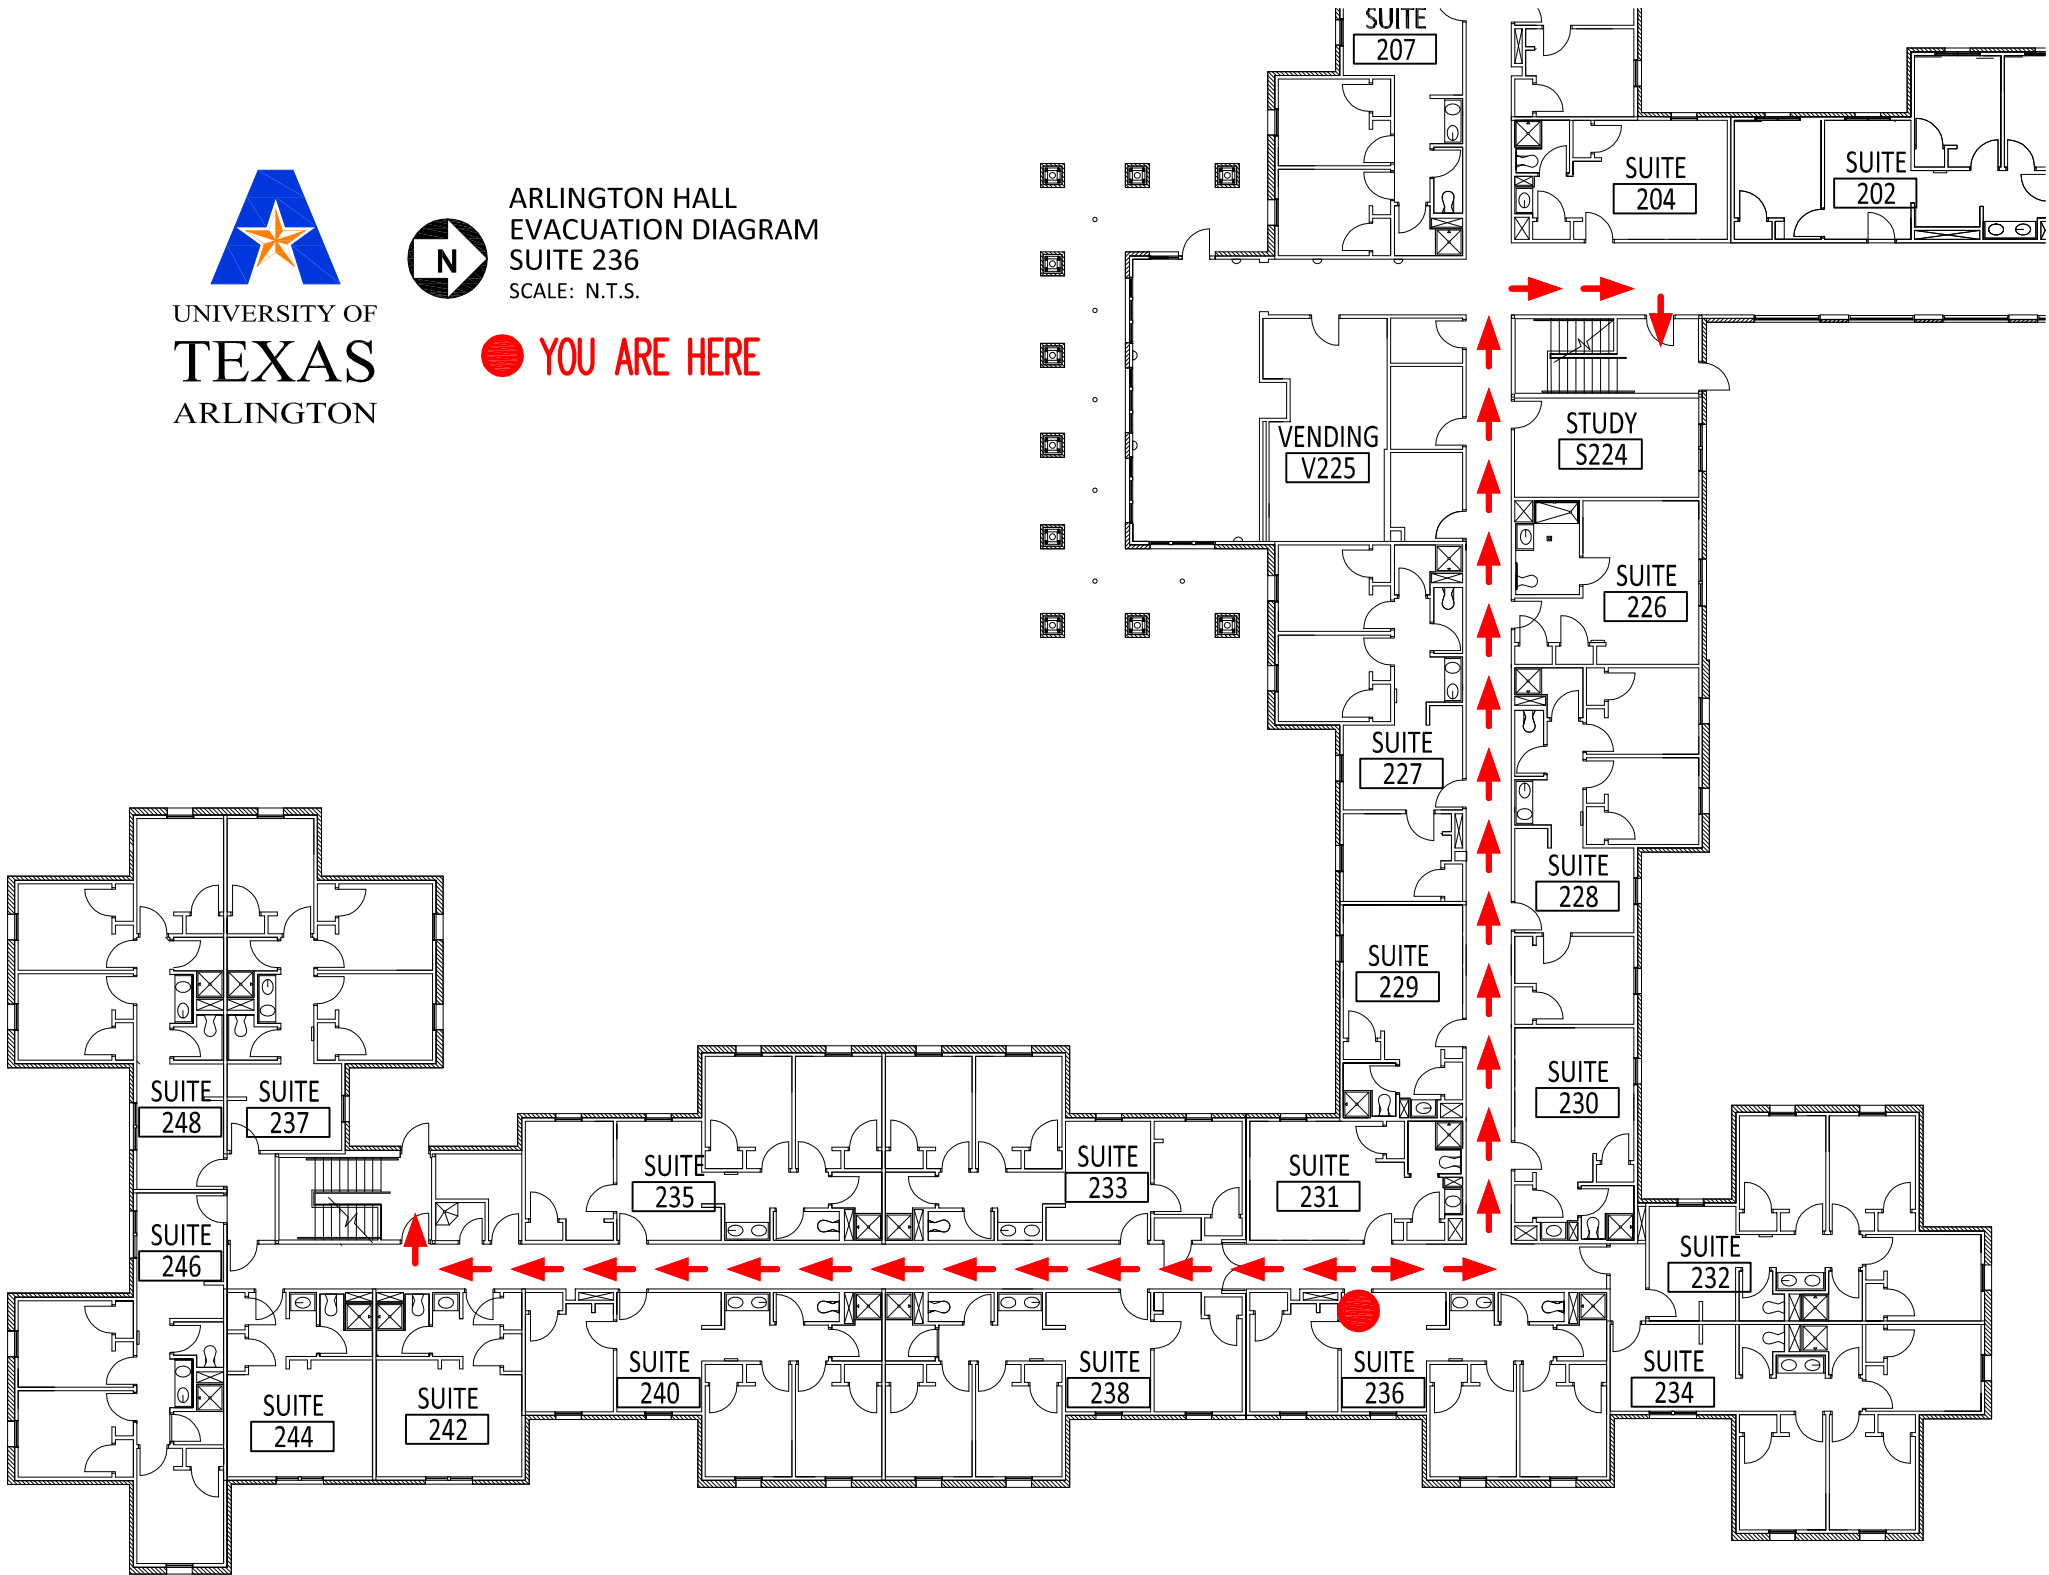 SUITE
207
SUITE
204
SUITE
202
UNIVERSITY OF
TEXAS
ARLINGTON
N
ARLINGTON HALL
EVACUATION DIAGRAM
SUITE 236
SCALE: N.T.S.
YOU ARE HERE
VENDING
V225
STUDY
S224
SUITE
226
SUITE
227
SUITE
228
SUITE
229
SUITE
230
SUITE
248
SUITE
237
SUITE
235
SUITE
233
SUITE
231
SUITE
246
SUITE
232
SUITE
244
SUITE
242
SUITE
240
SUITE
238
SUITE
236
SUITE
234